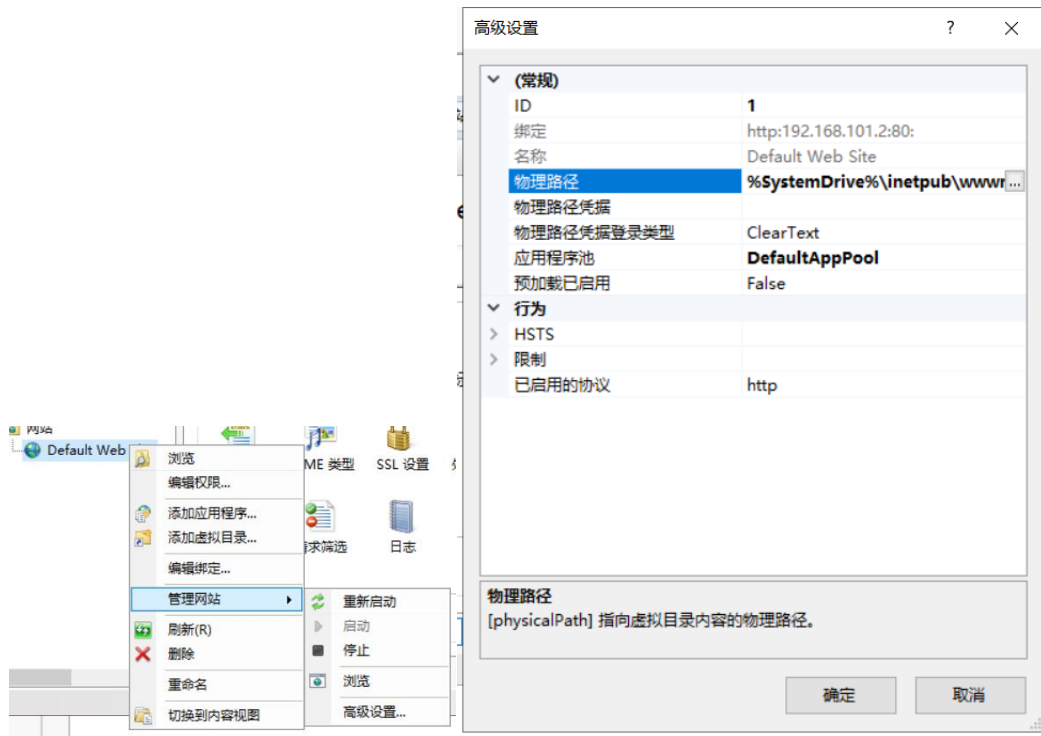 高级设置
(常规)
ID 1
绑定 http:192.168.101.2:80:
名称 Default Web Site
物理路径 %SystemDrive%\inetpub\wwwr ...
物理路径凭据
物理路径凭据登录类型 ClearText
应用程序池 DefaultAppPool
预加载已启用 False
行为
HSTS
限制
已启用的协议 http
物理路径
[physicalPath] 指向虚拟目录内容的物理路径。
确定 取消
网站
Default Web
ME 类型 SSL 设置
求筛选 日志
浏览
编辑权限...
添加应用程序...
添加虚拟目录...
编辑绑定...
管理网站
刷新(R)
删除
重命名
切换到内容视图
重新启动
启动
停止
浏览
高级设置...